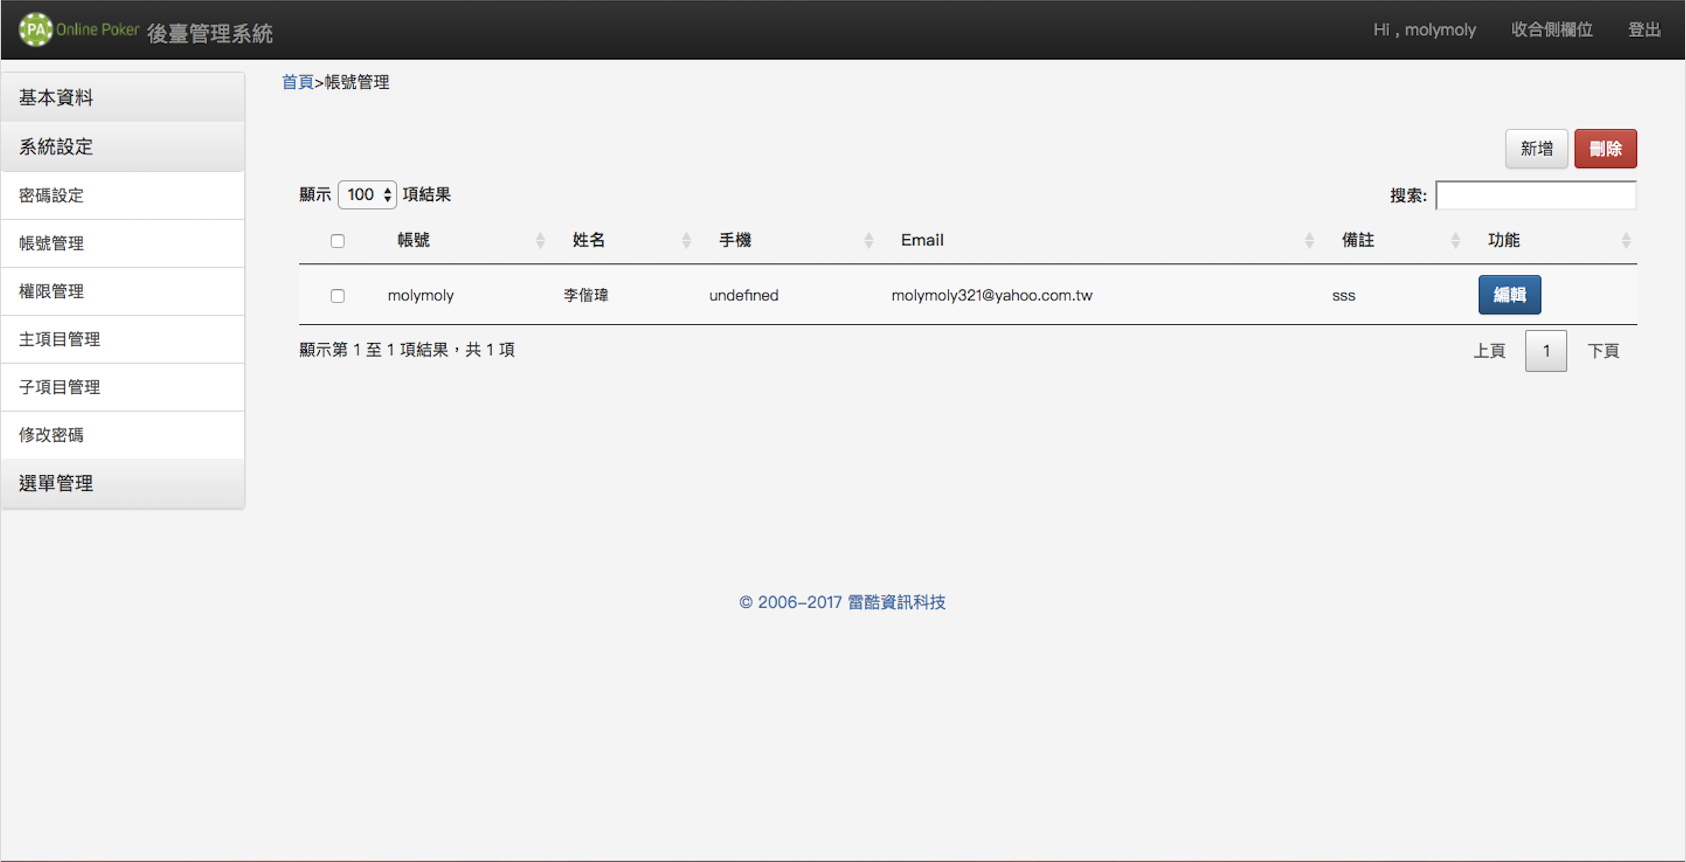 PA Online Poker 後臺管理系統 Hi , molymoly 收合側欄位 登出
首頁>帳號管理
基本資料
系統設定
密碼設定
帳號管理
權限管理
主項目管理
子項目管理
修改密碼
選單管理
新增 刪除
顯示 100 項結果 搜索:
帳號 姓名 手機 Email 備註 功能
molymoly 李偕瑋 undefined molymoly321@yahoo.com.tw sss 編輯
顯示第 1 至 1 項結果，共 1 項 上頁 1 下頁
© 2006-2017 雷酷資訊科技